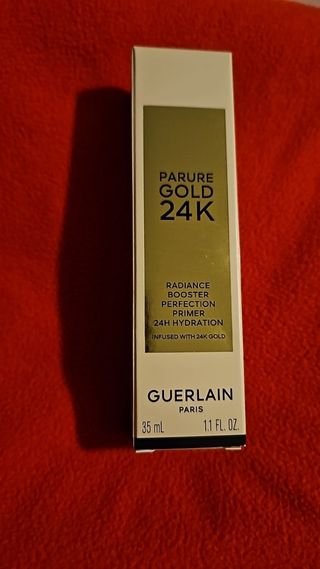 PARURE
GOLD
24K
RADIANCE
BOOSTER
PERFECTION
PRIMER
24H HYDRATION
INFUSED WITH 24K GOLD
GUERLAIN
PARIS
35 mL 1.1 FL. OZ.